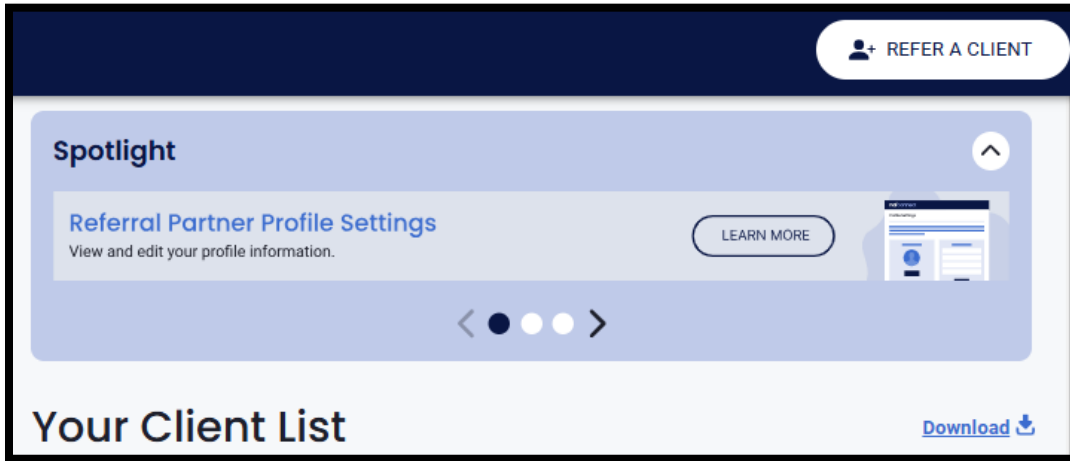 REFER A CLIENT
Spotlight
Referral Partner Profile Settings
View and edit your profile information.
LEARN MORE
Your Client List
Download